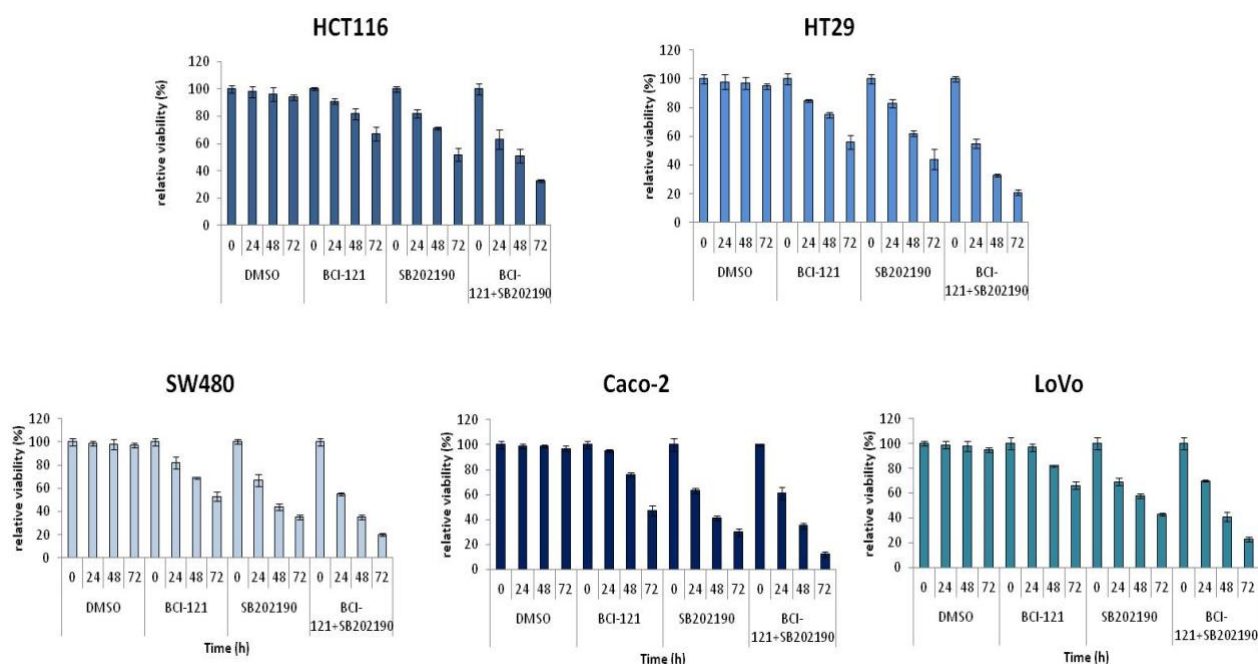 HCT116
relative viability (%)
120
100
80
60
40
20
0
0 24 48 72 0 24 48 72 0 24 48 72 0 24 48 72
DMSO BCI-121 SB202190 BCI-
121+SB202190
HT29
relative viability (%)
120
100
80
60
40
20
0
0 24 48 72 0 24 48 72 0 24 48 72 0 24 48 72
DMSO BCI-121 SB202190 BCI-
121+SB202190
SW480
relative viability (%)
120
100
80
60
40
20
0
0 24 48 72 0 24 48 72 0 24 48 72 0 24 48 72
DMSO BCI-121 SB202190 BCI-
121+SB202190
Time (h)
Caco-2
relative viability (%)
120
100
80
60
40
20
0
0 24 48 72 0 24 48 72 0 24 48 72 0 24 48 72
DMSO BCI-121 SB202190 BCI-
121+SB202190
Time (h)
LoVo
relative viability (%)
120
100
80
60
40
20
0
0 24 48 72 0 24 48 72 0 24 48 72 0 24 48 72
DMSO BCI-121 SB202190 BCI-
121+SB202190
Time (h)